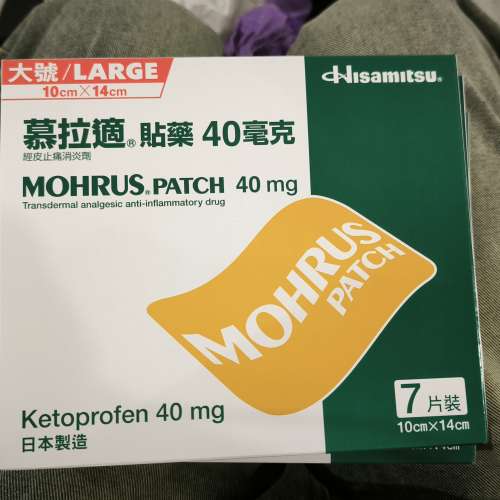 大號/LARGE
10cm×14cm
Hisamitsu®
慕拉適®貼藥 40毫克
經皮止痛消炎劑
MOHRUS® PATCH 40 mg
Transdermal analgesic anti-inflammatory drug
MOHRUS
PATCH
Ketoprofen 40 mg
日本製造
7片裝
10cm×14cm